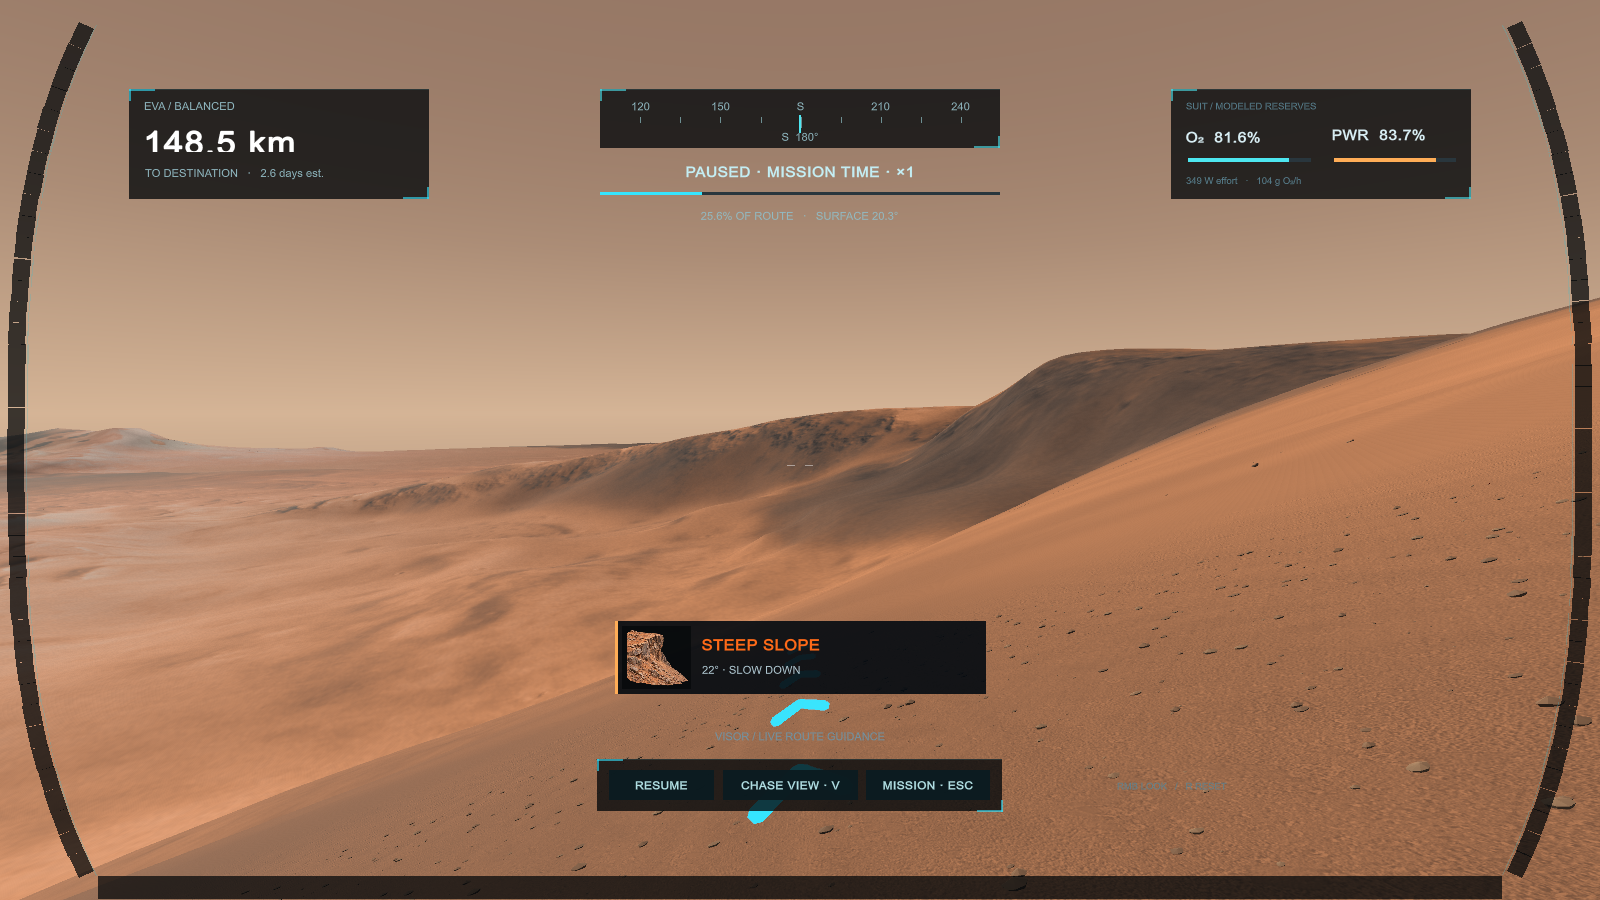 EVA / BALANCED
148.5 km
TO DESTINATION · 2.6 days est.
120 150 S 210 240
S 180°
PAUSED · MISSION TIME · ×1
25.6% OF ROUTE · SURFACE 20.3°
SUIT / MODELED RESERVES
O₂ 81.6% PWR 83.7%
349 W effort · 104 g O₂/h
STEEP SLOPE
22° · SLOW DOWN
VISOR / LIVE ROUTE GUIDANCE
RESUME
CHASE VIEW · V
MISSION · ESC